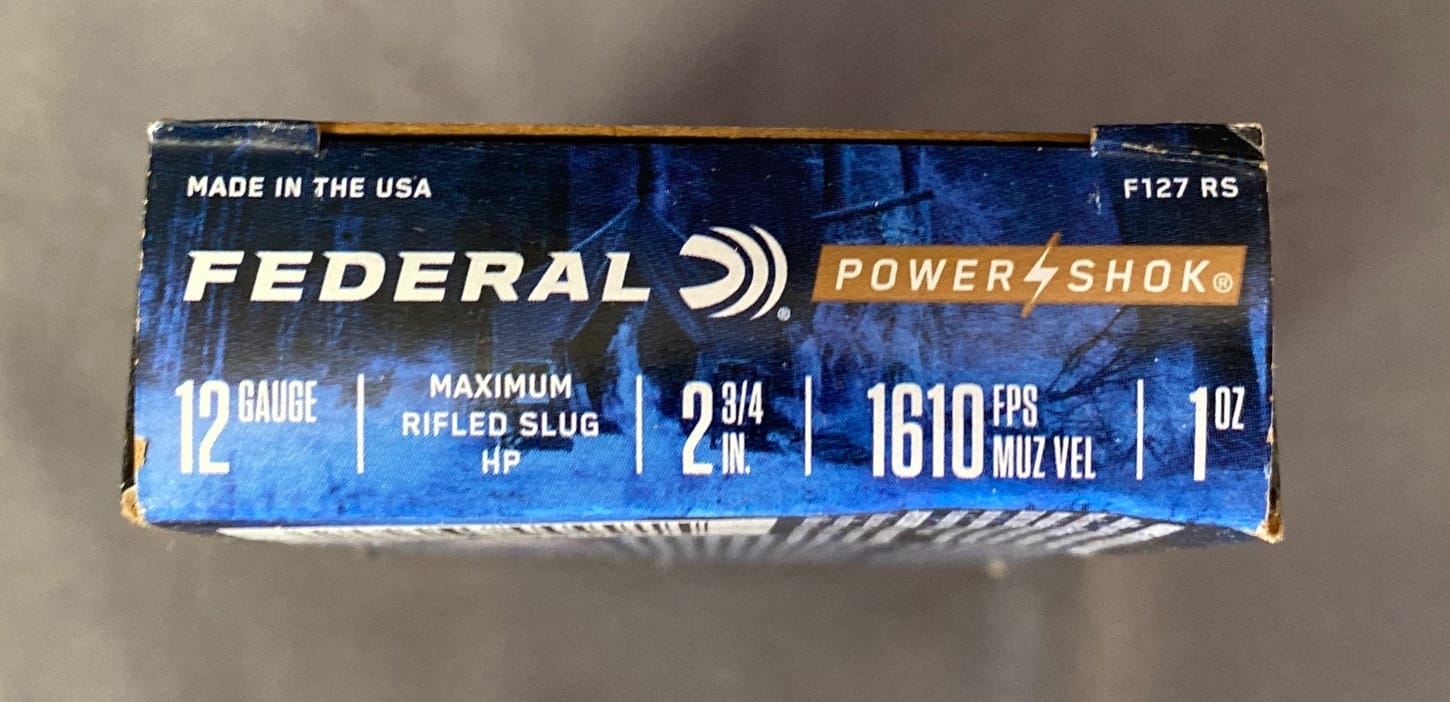 MADE IN THE USA F127 RS
FEDERAL® POWER SHOK®
12 GAUGE
MAXIMUM
RIFLED SLUG
HP
2 3/4
IN.
1610 FPS
MUZ VEL
1 OZ